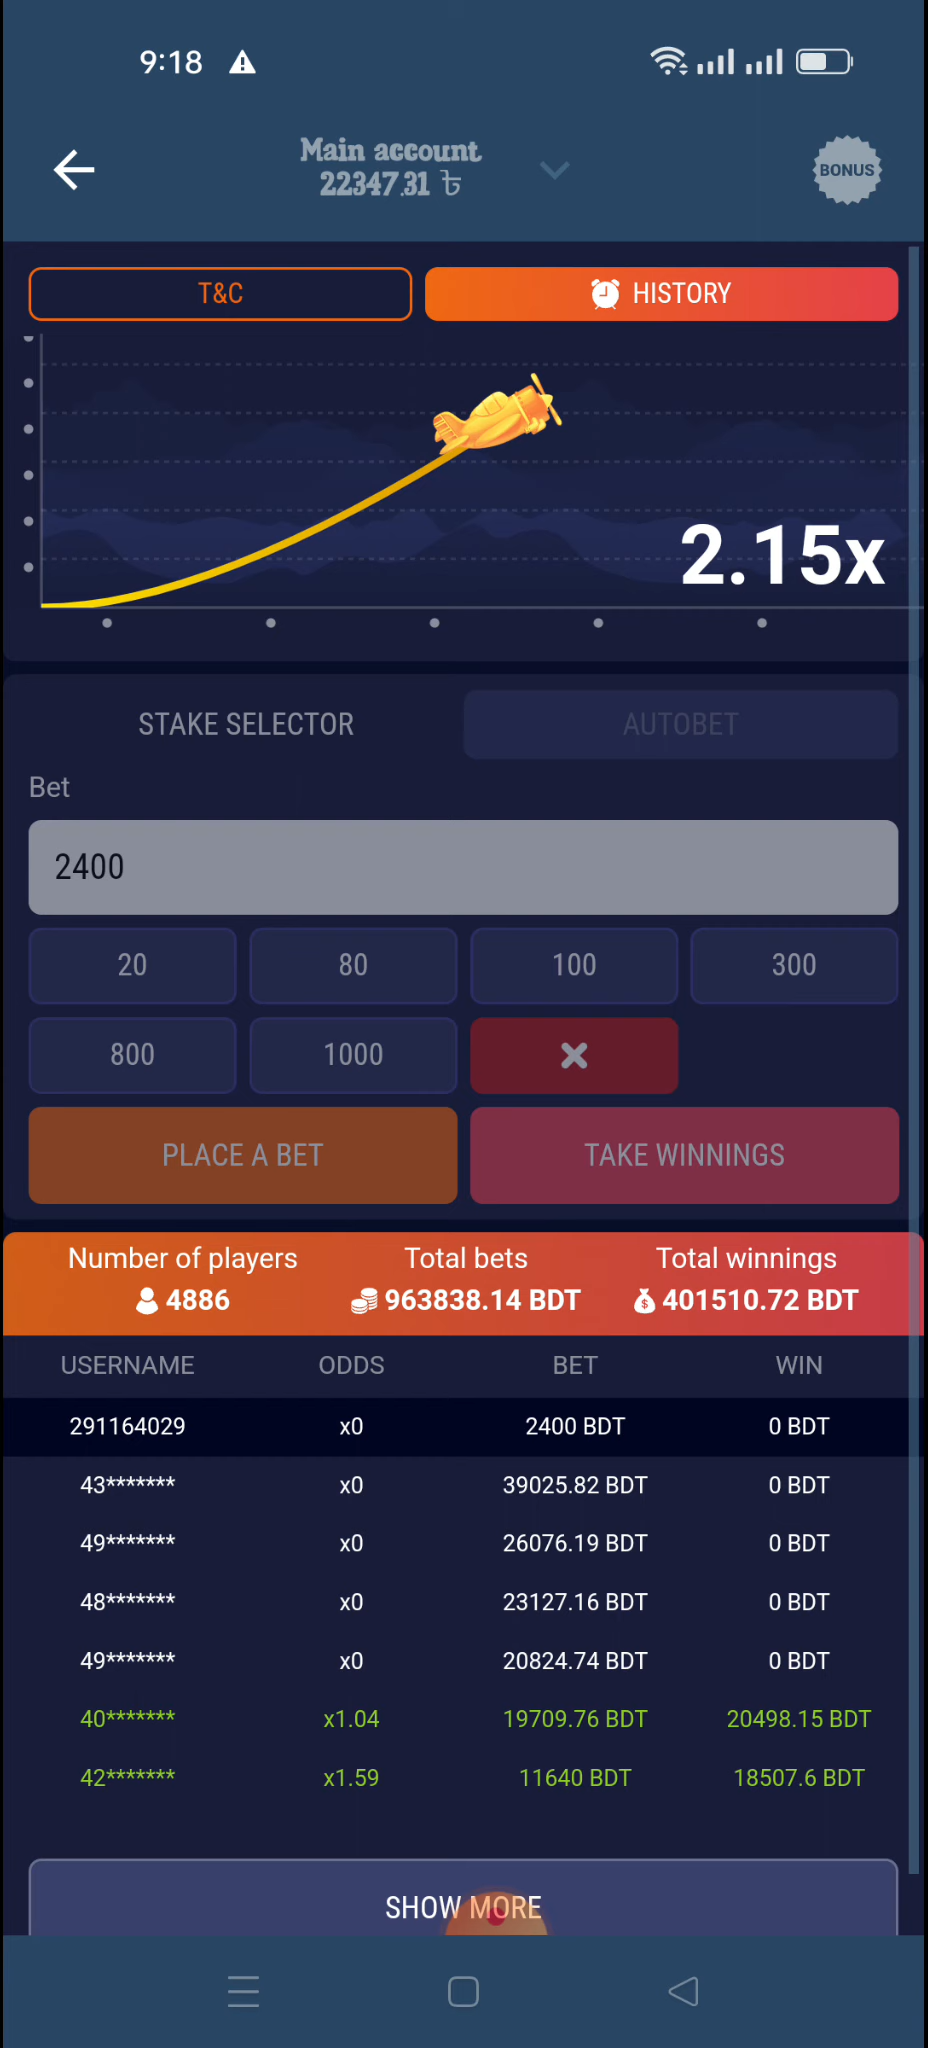 9:18
Main account
22347.31 ৳
BONUS
T&C
HISTORY
2.15x
STAKE SELECTOR
AUTOBET
Bet
2400
20 80 100 300
800 1000
PLACE A BET TAKE WINNINGS
Number of players Total bets Total winnings
4886 963838.14 BDT 401510.72 BDT
USERNAME ODDS BET WIN
291164029 x0 2400 BDT 0 BDT
43******* x0 39025.82 BDT 0 BDT
49******* x0 26076.19 BDT 0 BDT
48******* x0 23127.16 BDT 0 BDT
49******* x0 20824.74 BDT 0 BDT
40******* x1.04 19709.76 BDT 20498.15 BDT
42******* x1.59 11640 BDT 18507.6 BDT
SHOW MORE